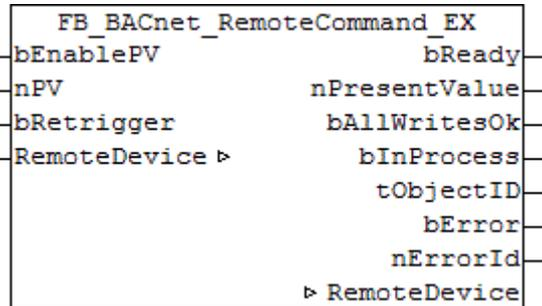 FB_BACnet_RemoteCommand_EX
bEnablePV bReady
nPV nPresentValue
bRetrigger bAllWritesOk
RemoteDevice ▷ bInProcess
tObjectID
bError
nErrorId
▷ RemoteDevice